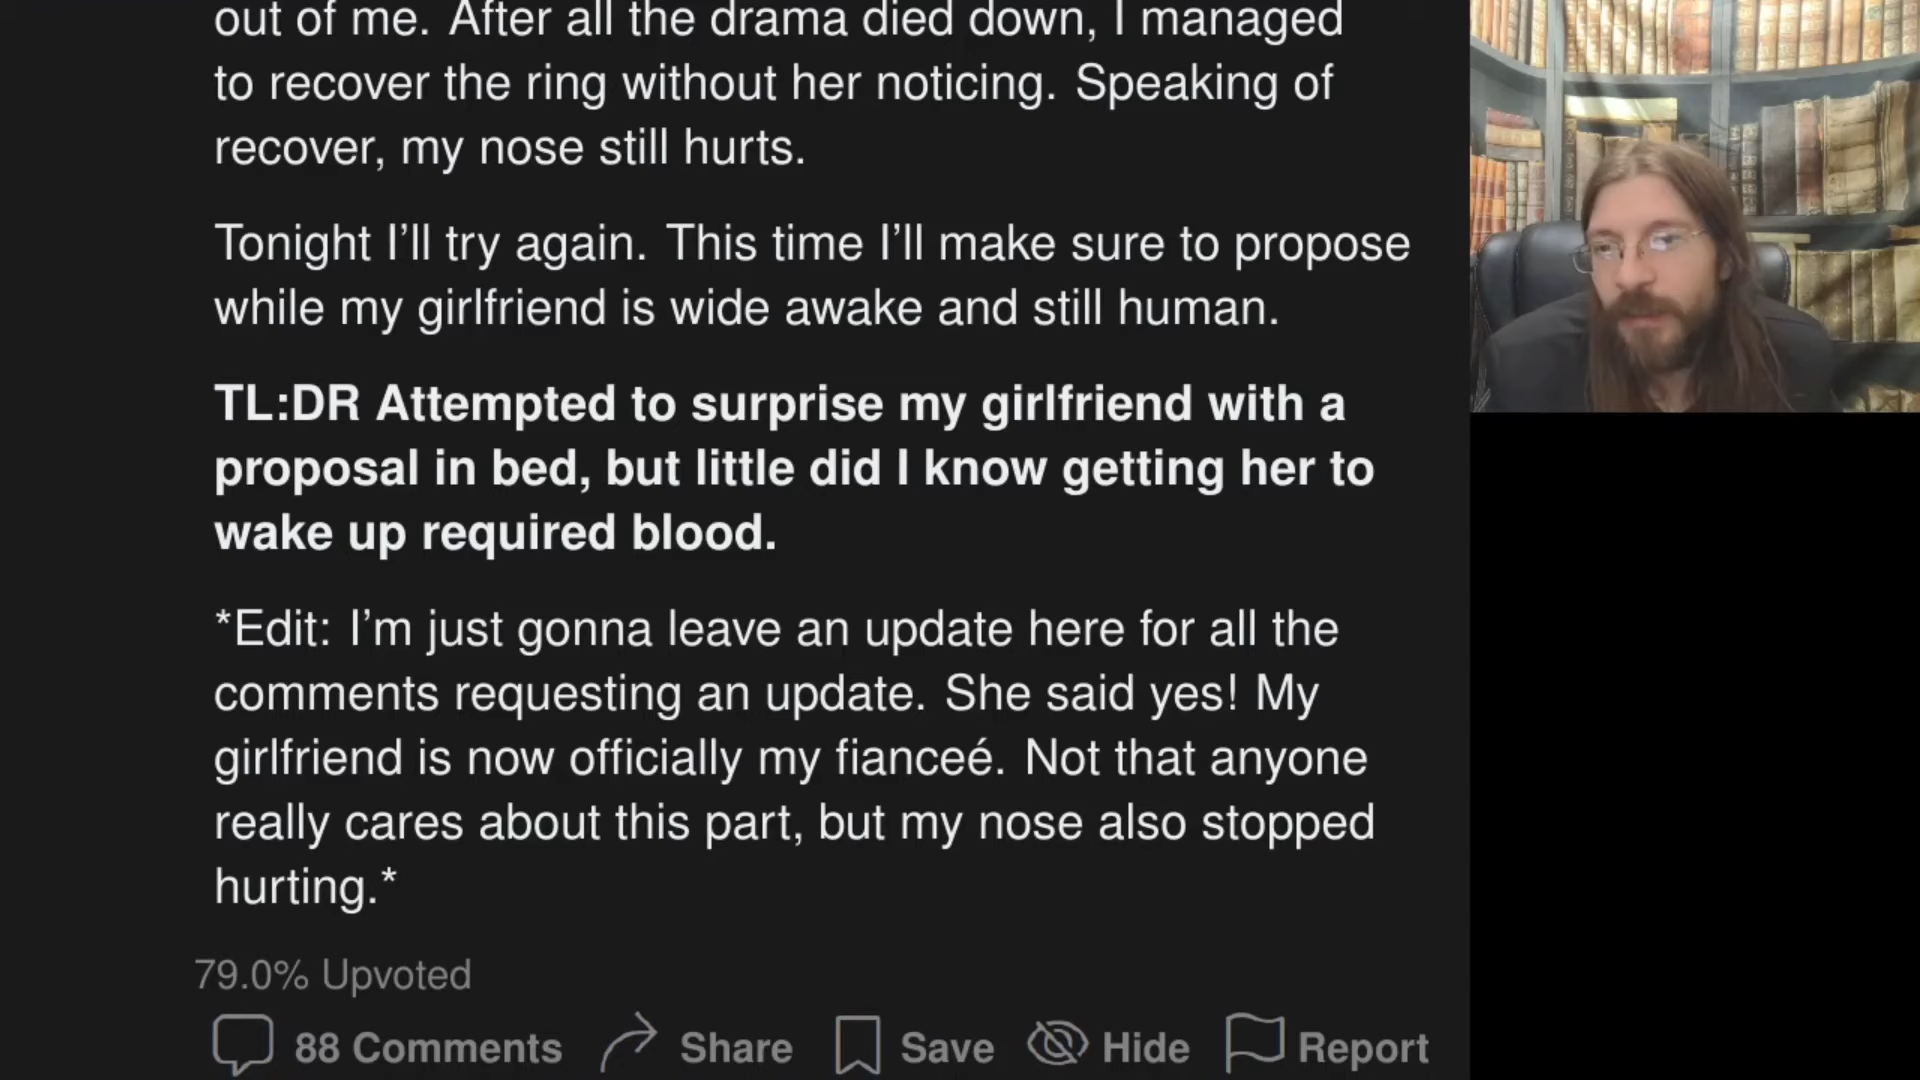 out of me. After all the drama died down, I managed
to recover the ring without her noticing. Speaking of
recover, my nose still hurts.
Tonight I’ll try again. This time I’ll make sure to propose
while my girlfriend is wide awake and still human.
TL:DR Attempted to surprise my girlfriend with a
proposal in bed, but little did I know getting her to
wake up required blood.
*Edit: I’m just gonna leave an update here for all the
comments requesting an update. She said yes! My
girlfriend is now officially my fianceé. Not that anyone
really cares about this part, but my nose also stopped
hurting.*
79.0% Upvoted
88 Comments Share Save Hide Report